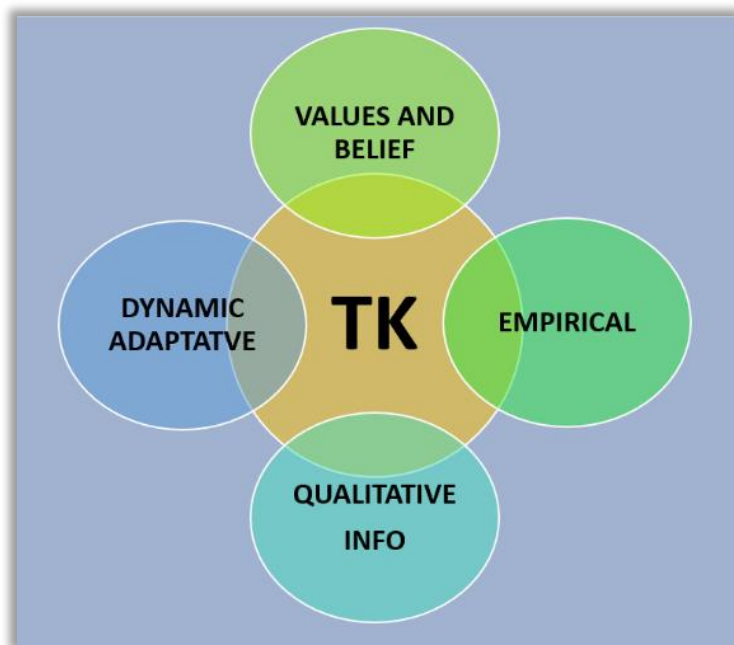 VALUES AND
BELIEF
DYNAMIC
ADAPTATVE
TK
EMPIRICAL
QUALITATIVE
INFO